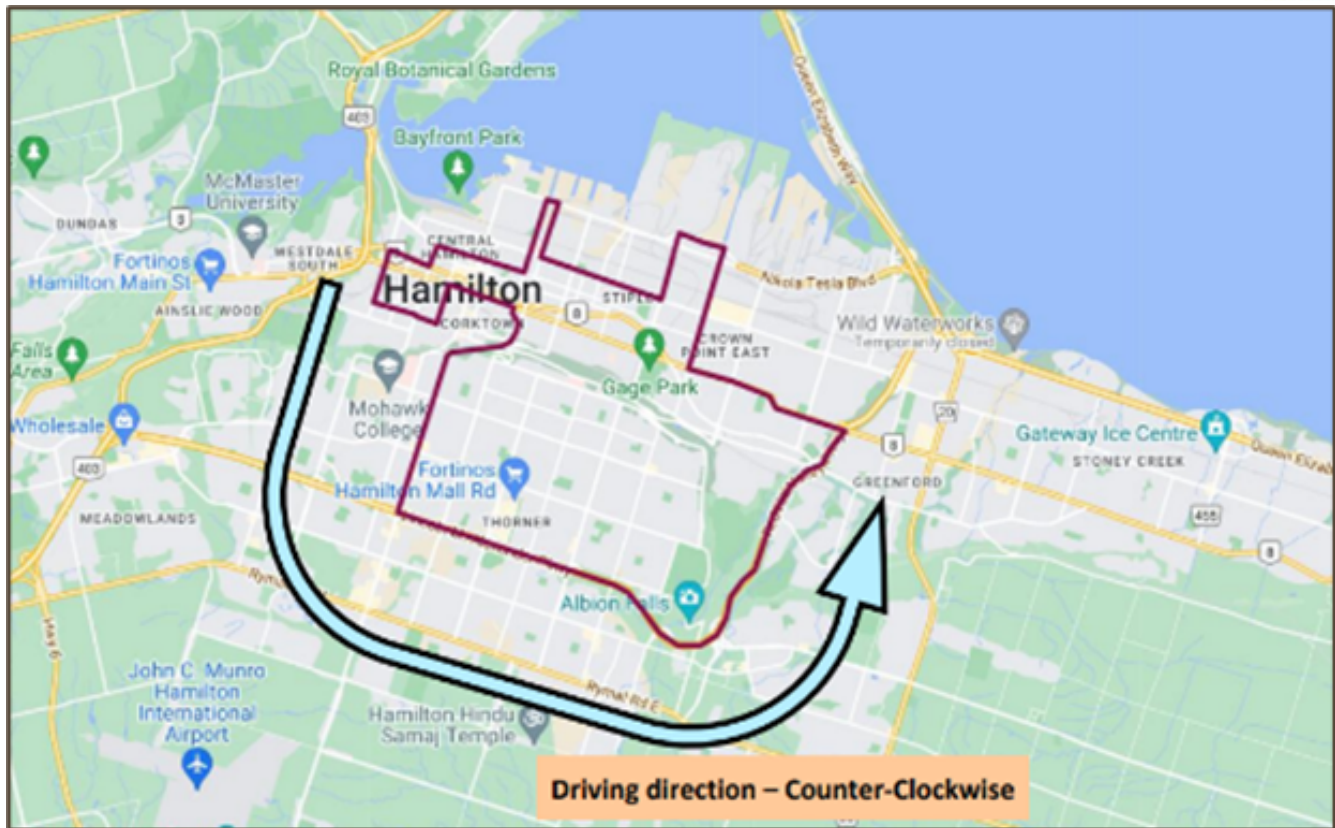 Royal Botanical Gardens
403
Bayfront Park
Queen Elizabeth Way
McMaster
University
DUNDAS
8
WESTDALE
SOUTH
CENTRAL
HAMILTON
Fortinos
Hamilton Main St
Hamilton
Nikola Tesla Blvd
AINSLIE WOOD
STIPLEY
8
CORKTOWN
Wild Waterworks
Temporarily closed
CROWN
POINT EAST
Falls
Area
Gage Park
Mohawk
College
20
Wholesale
8
Gateway Ice Centre
STONEY CREEK
Queen Elizab
403
Fortinos
Hamilton Mall Rd
GREENFORD
MEADOWLANDS
THORNER
8
Albion Falls
Rymal Rd E
Hwy 6
John C. Munro
Hamilton
International
Airport
Hamilton Hindu
Samaj Temple
Driving direction – Counter-Clockwise